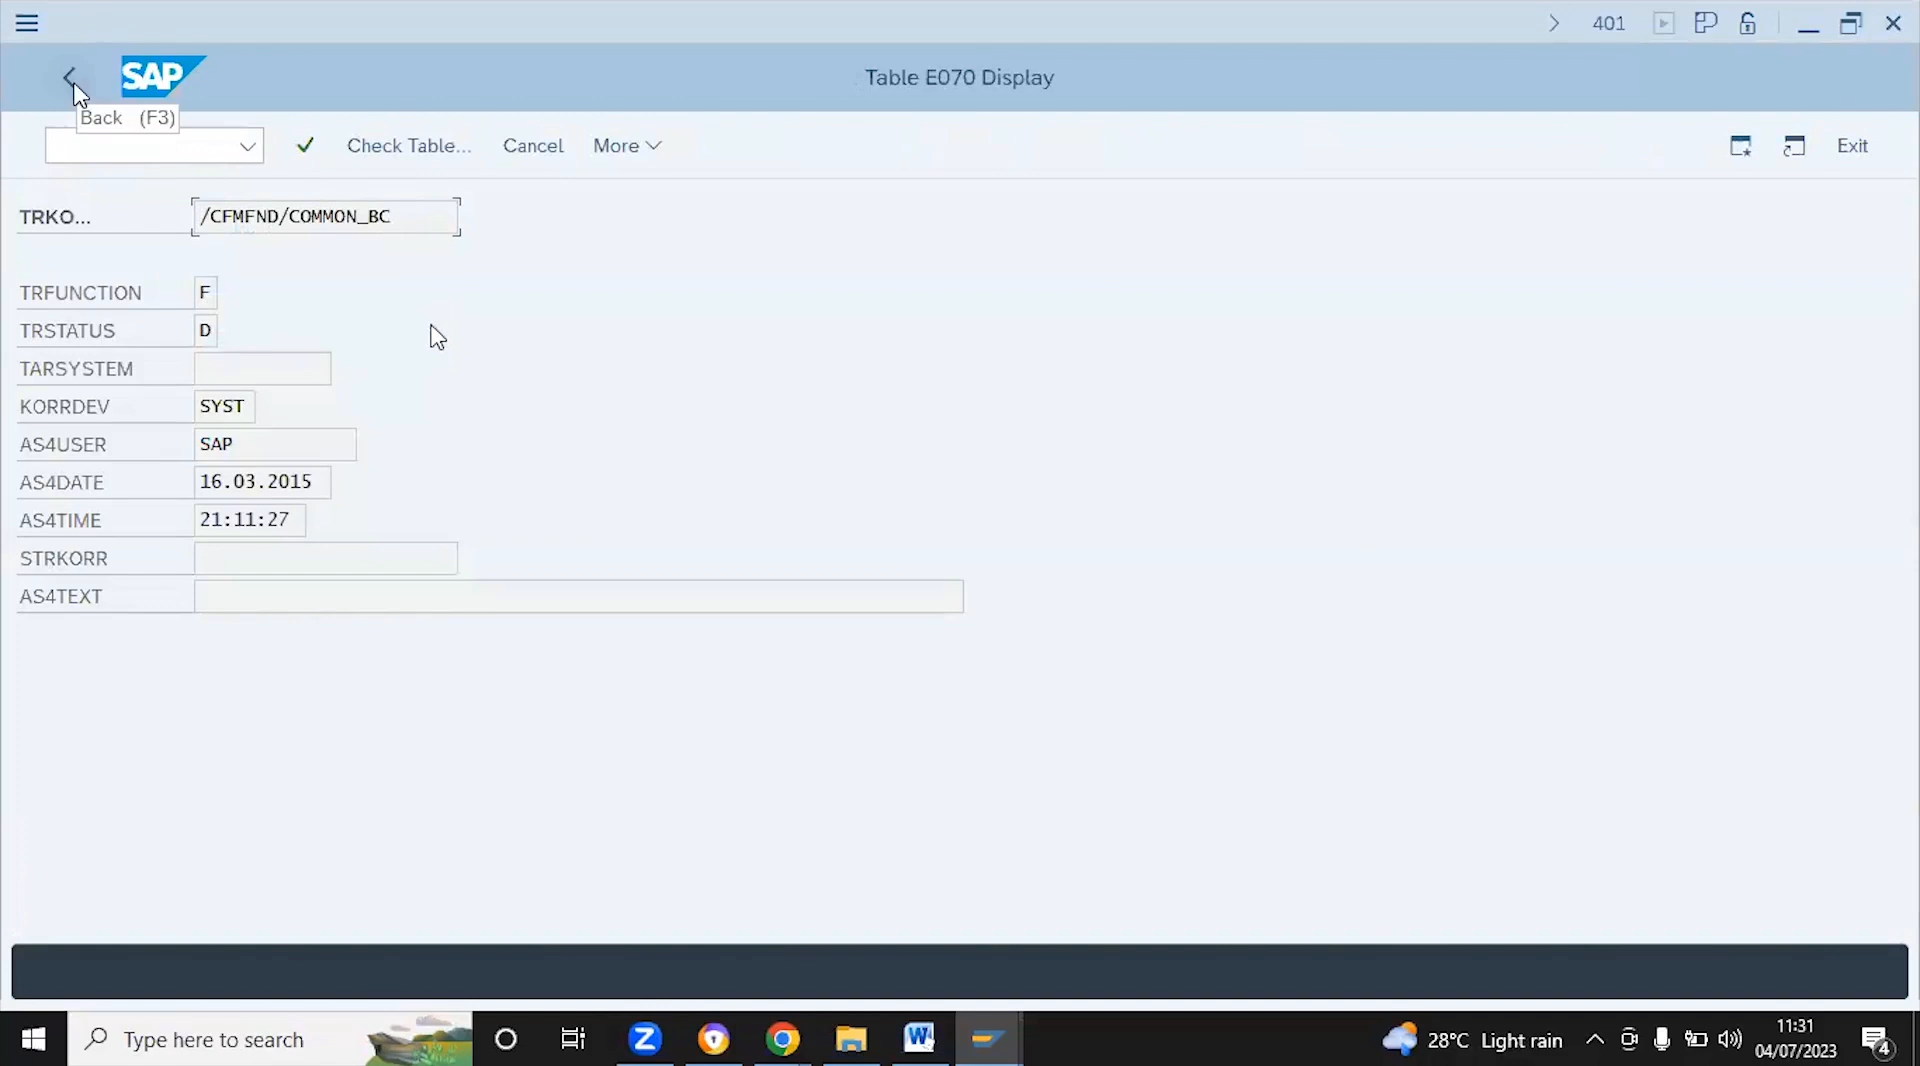 401
SAP
Table E070 Display
Back (F3)
Check Table...
Cancel
More
Exit
TRKO... /CFMFND/COMMON_BC
TRFUNCTION F
TRSTATUS D
TARSYSTEM
KORRDEV SYST
AS4USER SAP
AS4DATE 16.03.2015
AS4TIME 21:11:27
STRKORR
AS4TEXT
Type here to search
Z
W
28°C Light rain
11:31
04/07/2023
4